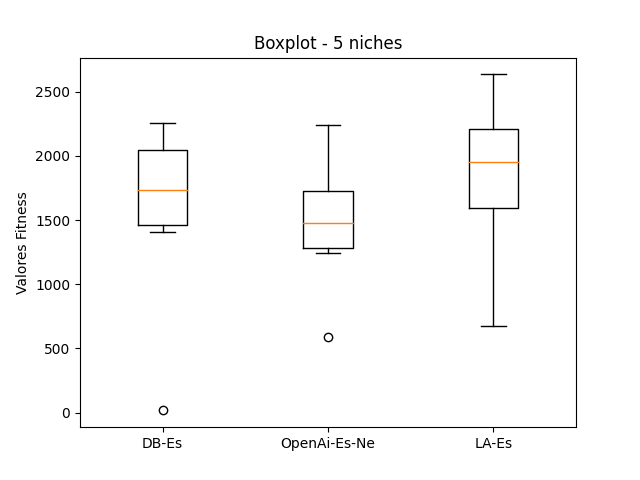 Boxplot - 5 niches
Valores Fitness
2500
2000
1500
1000
500
0
DB-Es
OpenAi-Es-Ne
LA-Es